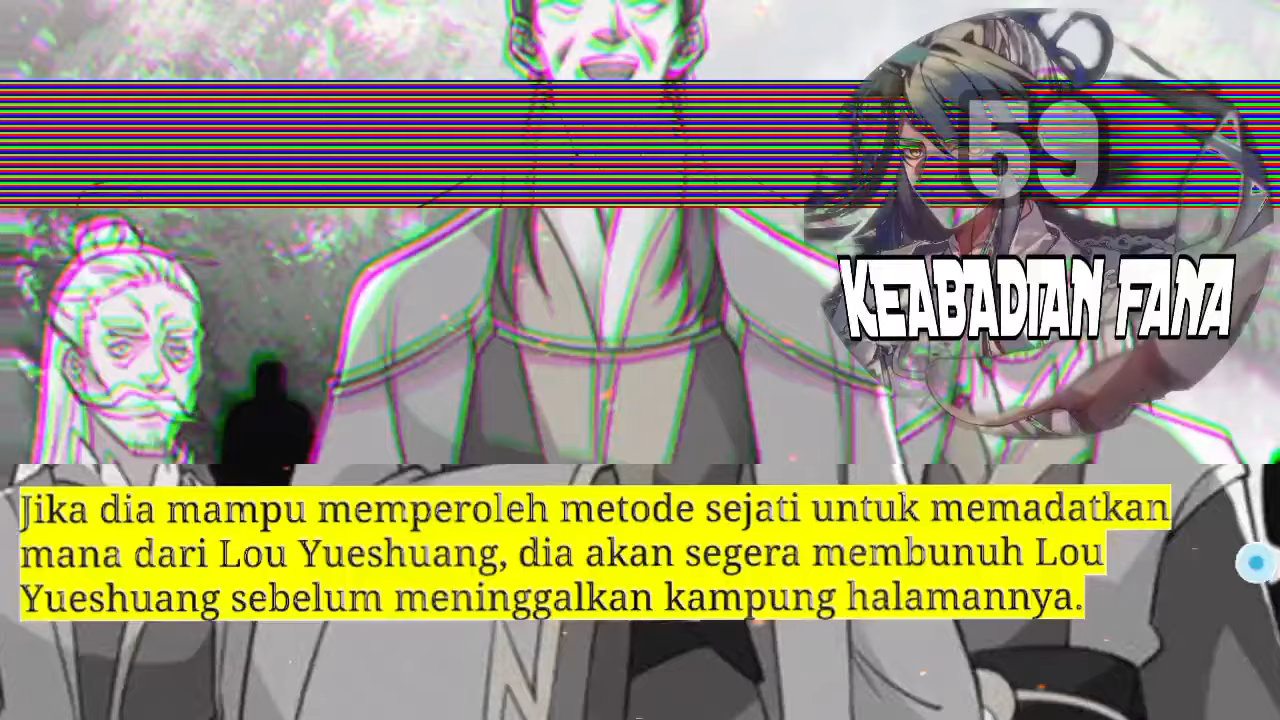 59
KEABADIAN FANA
Jika dia mampu memperoleh metode sejati untuk memadatkan
mana dari Lou Yueshuang, dia akan segera membunuh Lou
Yueshuang sebelum meninggalkan kampung halamannya.